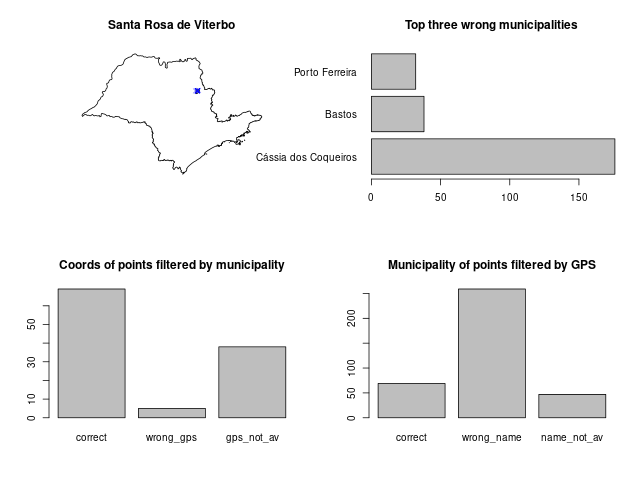 Santa Rosa de Viterbo
Top three wrong municipalities
Porto Ferreira
Bastos
Cássia dos Coqueiros
0 50 100 150
Coords of points filtered by municipality
0 10 30 50
correct wrong_gps gps_not_av
Municipality of points filtered by GPS
0 50 100 200
correct wrong_name name_not_av